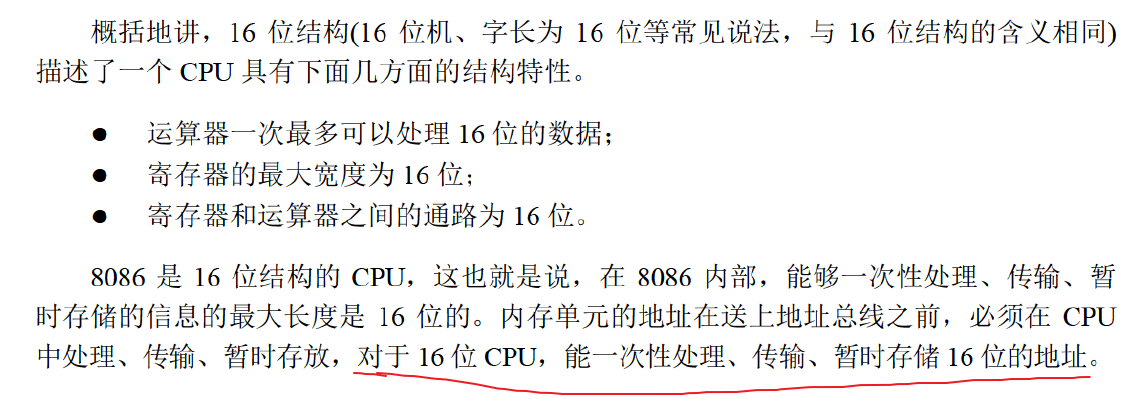 概括地讲，16 位结构(16 位机、字长为 16 位等常见说法，与 16 位结构的含义相同)
描述了一个 CPU 具有下面几方面的结构特性。
● 运算器一次最多可以处理 16 位的数据；
● 寄存器的最大宽度为 16 位；
● 寄存器和运算器之间的通路为 16 位。
8086 是 16 位结构的 CPU，这也就是说，在 8086 内部，能够一次性处理、传输、暂
时存储的信息的最大长度是 16 位的。内存单元的地址在送上地址总线之前，必须在 CPU
中处理、传输、暂时存放，对于 16 位 CPU，能一次性处理、传输、暂时存储 16 位的地址。